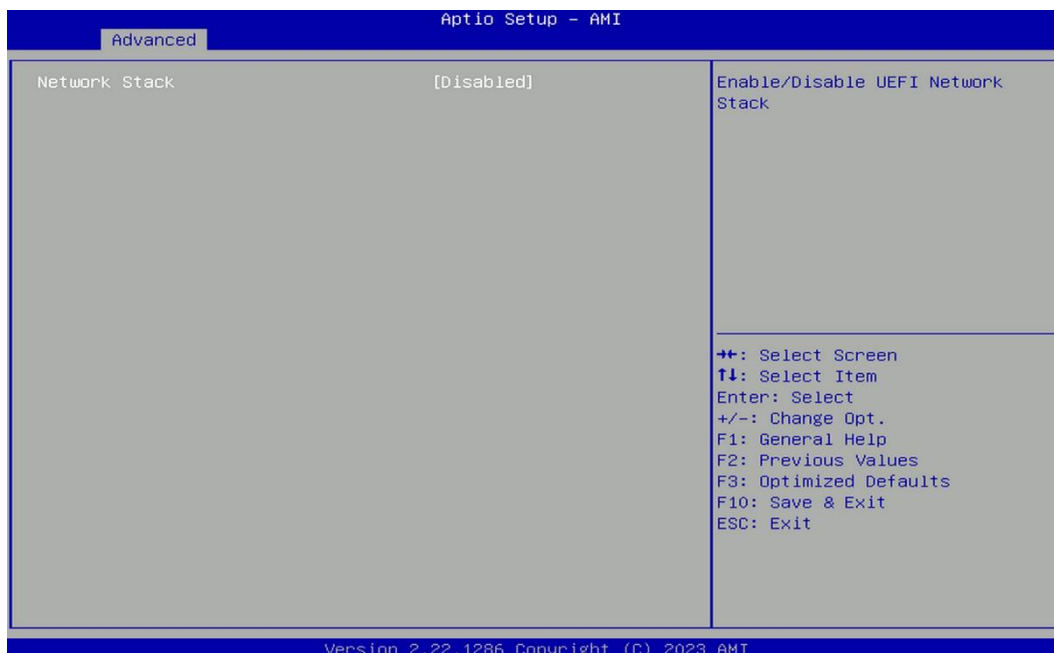 Aptio Setup - AMI
Advanced
Network Stack [Disabled]
Enable/Disable UEFI Network
Stack
→←: Select Screen
↑↓: Select Item
Enter: Select
+/-: Change Opt.
F1: General Help
F2: Previous Values
F3: Optimized Defaults
F10: Save & Exit
ESC: Exit
Version 2.22.1286 Copyright (C) 2023 AMI